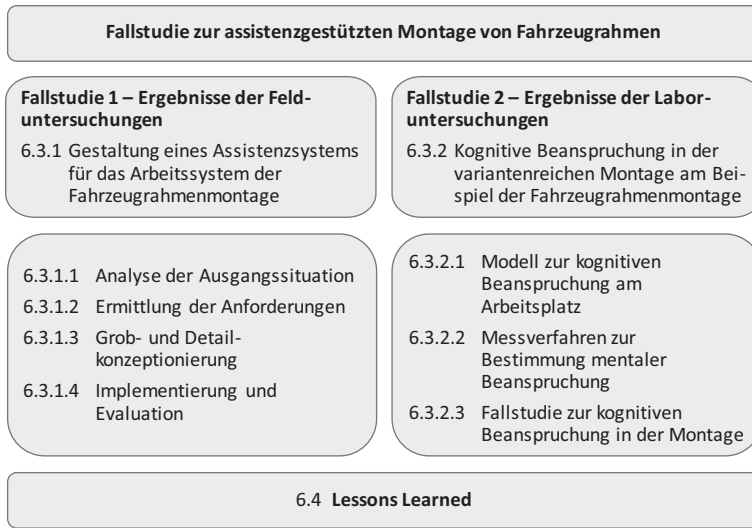 Fallstudie zur assistenzgestützten Montage von Fahrzeugrahmen
Fallstudie 1 – Ergebnisse der Feld-
untersuchungen
6.3.1 Gestaltung eines Assistenzsystems
für das Arbeitssystem der
Fahrzeugrahmenmontage
Fallstudie 2 – Ergebnisse der Labor-
untersuchungen
6.3.2 Kognitive Beanspruchung in der
variantenreichen Montage am Bei-
spiel der Fahrzeugrahmenmontage
6.3.1.1 Analyse der Ausgangssituation
6.3.1.2 Ermittlung der Anforderungen
6.3.1.3 Grob- und Detail-
konzeptionierung
6.3.1.4 Implementierung und
Evaluation
6.3.2.1 Modell zur kognitiven
Beanspruchung am
Arbeitsplatz
6.3.2.2 Messverfahren zur
Bestimmung mentaler
Beanspruchung
6.3.2.3 Fallstudie zur kognitiven
Beanspruchung in der Montage
6.4 Lessons Learned